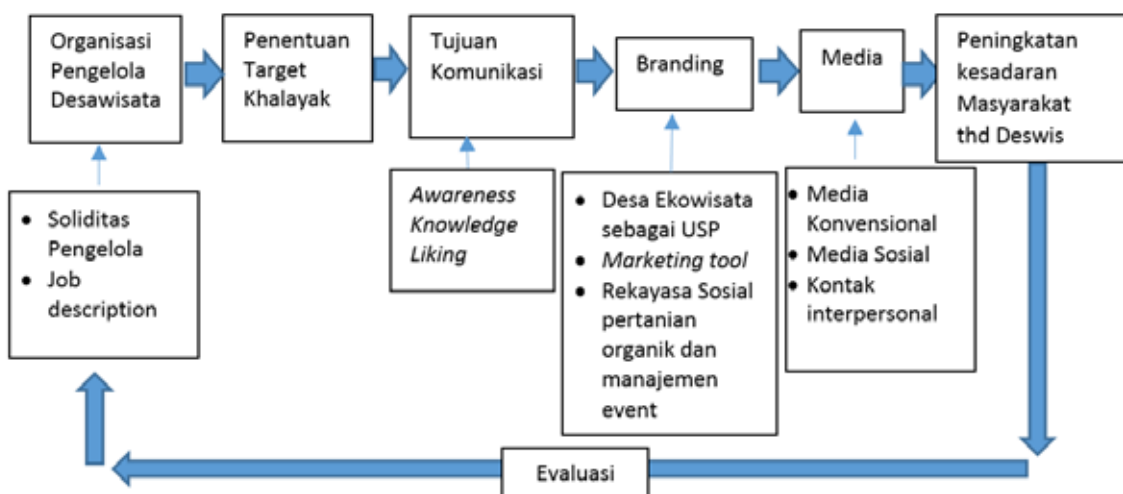 Organisasi
Pengelola
Desawisata
Penentuan
Target
Khalayak
Tujuan
Komunikasi
Branding
Media
Peningkatan
kesadaran
Masyarakat
thd Deswis
• Soliditas
Pengelola
• Job
description
Awareness
Knowledge
Liking
• Desa Ekowisata
sebagai USP
• Marketing tool
• Rekayasa Sosial
pertanian
organik dan
manajemen
event
• Media
Konvensional
• Media Sosial
• Kontak
interpersonal
Evaluasi